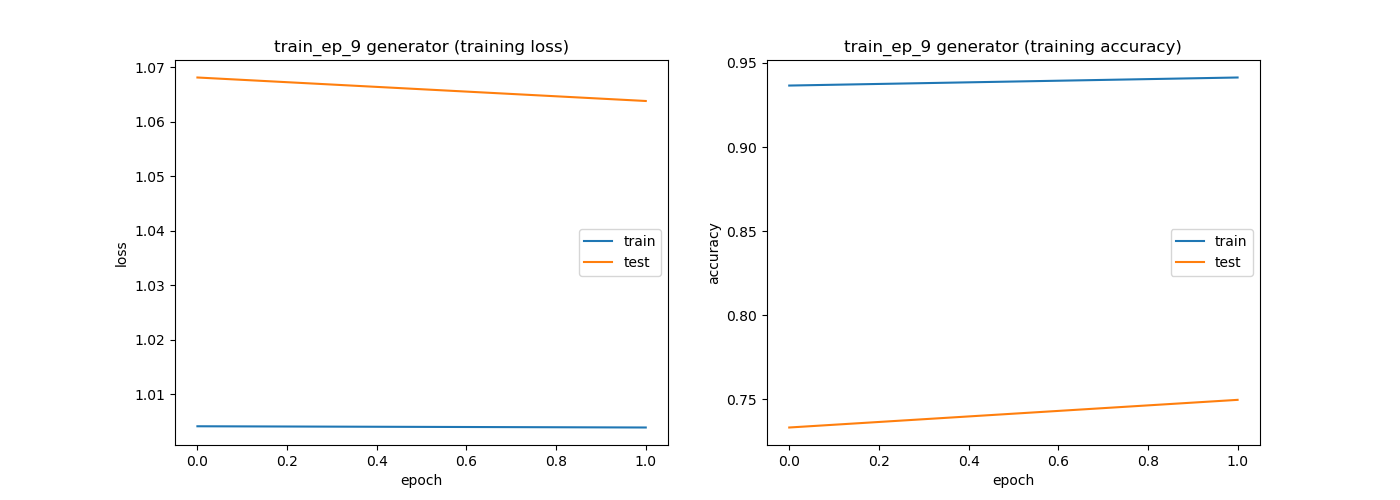 train_ep_9 generator (training loss)
1.07
1.06
1.05
1.04
1.03
1.02
1.01
loss
train
test
0.0 0.2 0.4 0.6 0.8 1.0
epoch
train_ep_9 generator (training accuracy)
0.95
0.90
0.85
0.80
0.75
accuracy
train
test
0.0 0.2 0.4 0.6 0.8 1.0
epoch